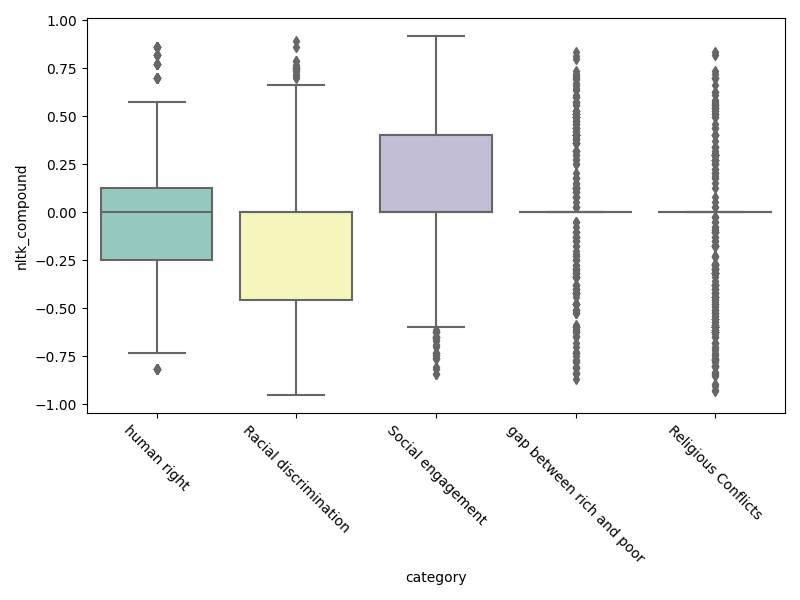 1.00
0.75
0.50
0.25
0.00
−0.25
−0.50
−0.75
−1.00
nltk_compound
human right
Racial discrimination
Social engagement
gap between rich and poor
Religious Conflicts
category